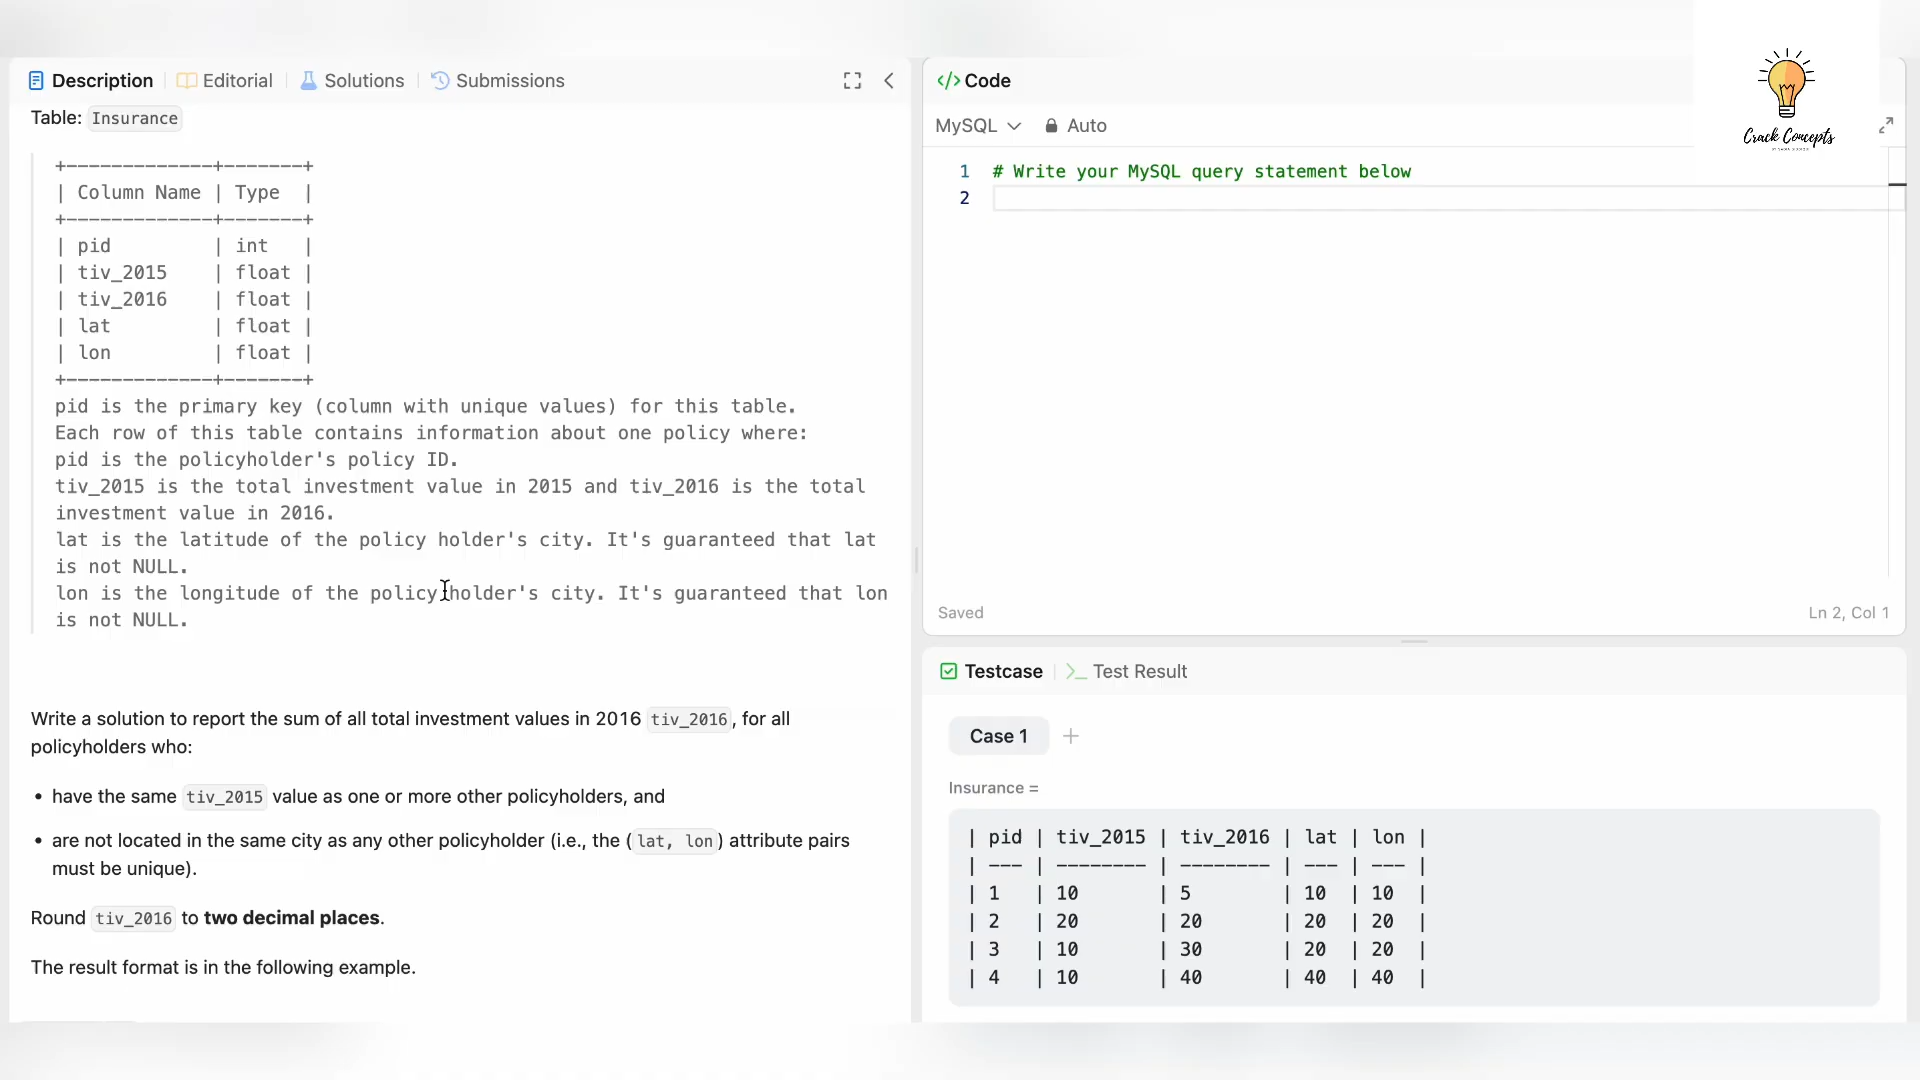 Description
Editorial
Solutions
Submissions
Table: Insurance
+-------------+-------+
| Column Name | Type  |
+-------------+-------+
| pid         | int   |
| tiv_2015    | float |
| tiv_2016    | float |
| lat         | float |
| lon         | float |
+-------------+-------+
pid is the primary key (column with unique values) for this table.
Each row of this table contains information about one policy where:
pid is the policyholder's policy ID.
tiv_2015 is the total investment value in 2015 and tiv_2016 is the total
investment value in 2016.
lat is the latitude of the policy holder's city. It's guaranteed that lat
is not NULL.
lon is the longitude of the policy holder's city. It's guaranteed that lon
is not NULL.
Write a solution to report the sum of all total investment values in 2016 tiv_2016, for all
policyholders who:
• have the same tiv_2015 value as one or more other policyholders, and
• are not located in the same city as any other policyholder (i.e., the (lat, lon) attribute pairs
must be unique).
Round tiv_2016 to two decimal places.
The result format is in the following example.
</> Code
MySQL
Auto
1 # Write your MySQL query statement below
2
Saved
Ln 2, Col 1
Testcase
Test Result
Case 1
+
Insurance =
| pid | tiv_2015 | tiv_2016 | lat | lon |
| --- | -------- | -------- | --- | --- |
| 1   | 10       | 5        | 10  | 10  |
| 2   | 20       | 20       | 20  | 20  |
| 3   | 10       | 30       | 20  | 20  |
| 4   | 10       | 40       | 40  | 40  |
Crack Concepts